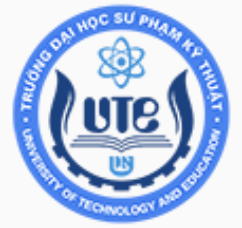 TRƯỜNG ĐẠI HỌC SƯ PHẠM KỸ THUẬT
UTE
UNIVERSITY OF TECHNOLOGY AND EDUCATION